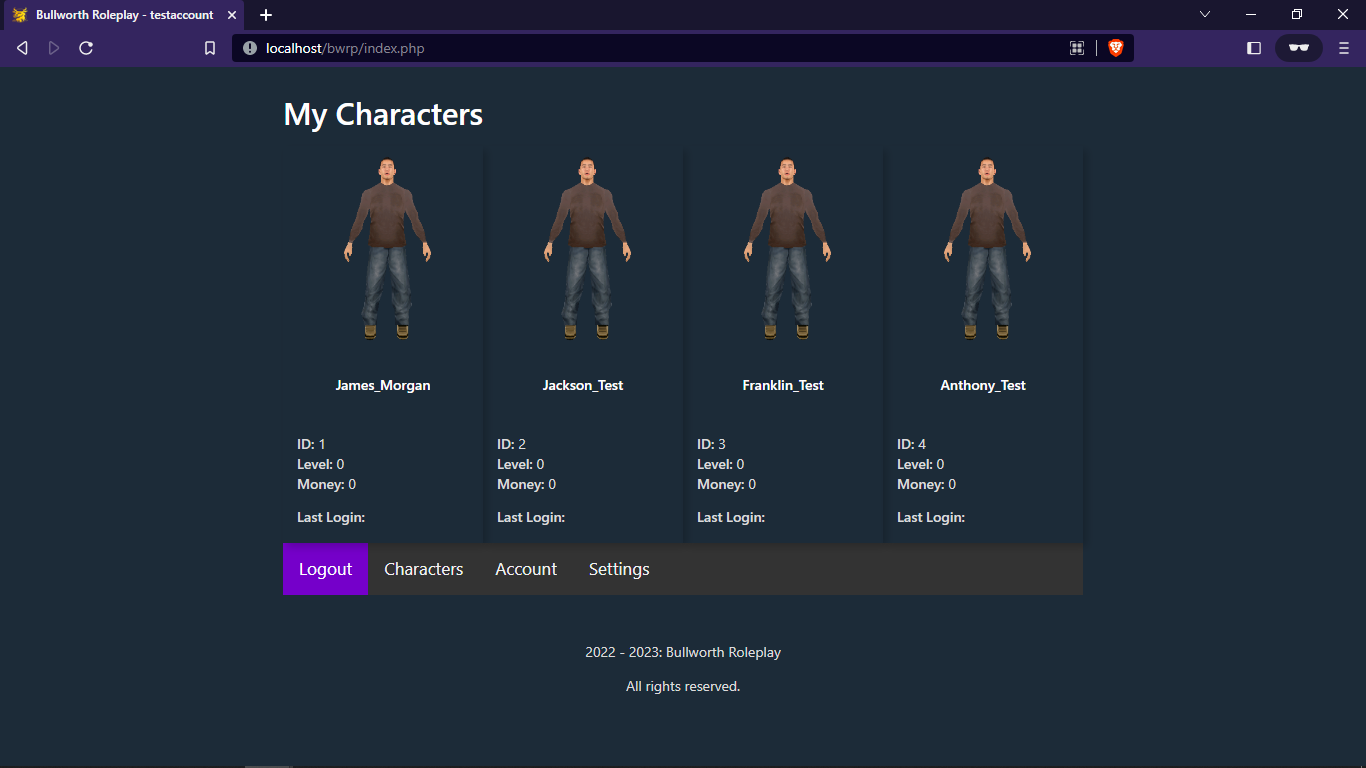 Bullworth Roleplay - testaccount
localhost/bwrp/index.php
My Characters
James_Morgan
Jackson_Test
Franklin_Test
Anthony_Test
ID: 1
Level: 0
Money: 0
Last Login:
ID: 2
Level: 0
Money: 0
Last Login:
ID: 3
Level: 0
Money: 0
Last Login:
ID: 4
Level: 0
Money: 0
Last Login:
Logout Characters Account Settings
2022 - 2023: Bullworth Roleplay
All rights reserved.